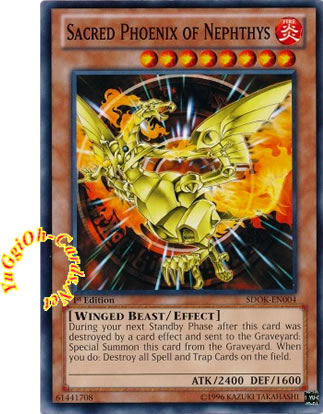 SACRED PHOENIX OF NEPHTHYS
FIRE
炎
YuGgiOh-Cards.Net
1st Edition
SDOK-EN004
[WINGED BEAST/EFFECT]
During your next Standby Phase after this card was
destroyed by a card effect and sent to the Graveyard:
Special Summon this card from the Graveyard. When
you do: Destroy all Spell and Trap Cards on the field.
ATK/2400 DEF/1600
61441708
©1996 KAZUKI TAKAHASHI